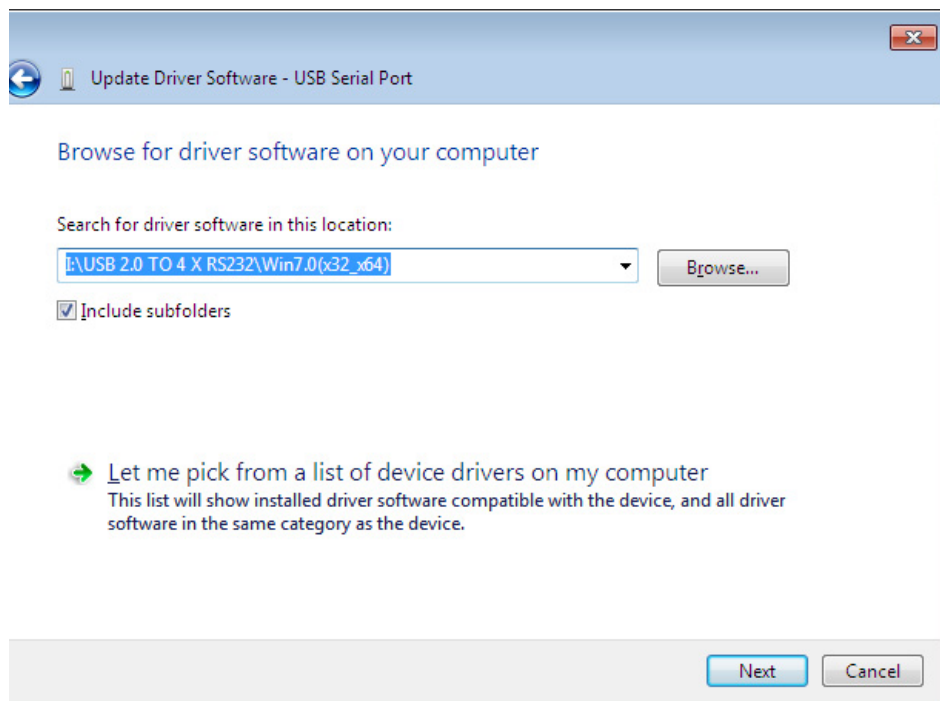 Update Driver Software - USB Serial Port
Browse for driver software on your computer
Search for driver software in this location:
I:\USB 2.0 TO 4 X RS232\Win7.0(x32_x64)
Browse...
Include subfolders
Let me pick from a list of device drivers on my computer
This list will show installed driver software compatible with the device, and all driver
software in the same category as the device.
Next
Cancel